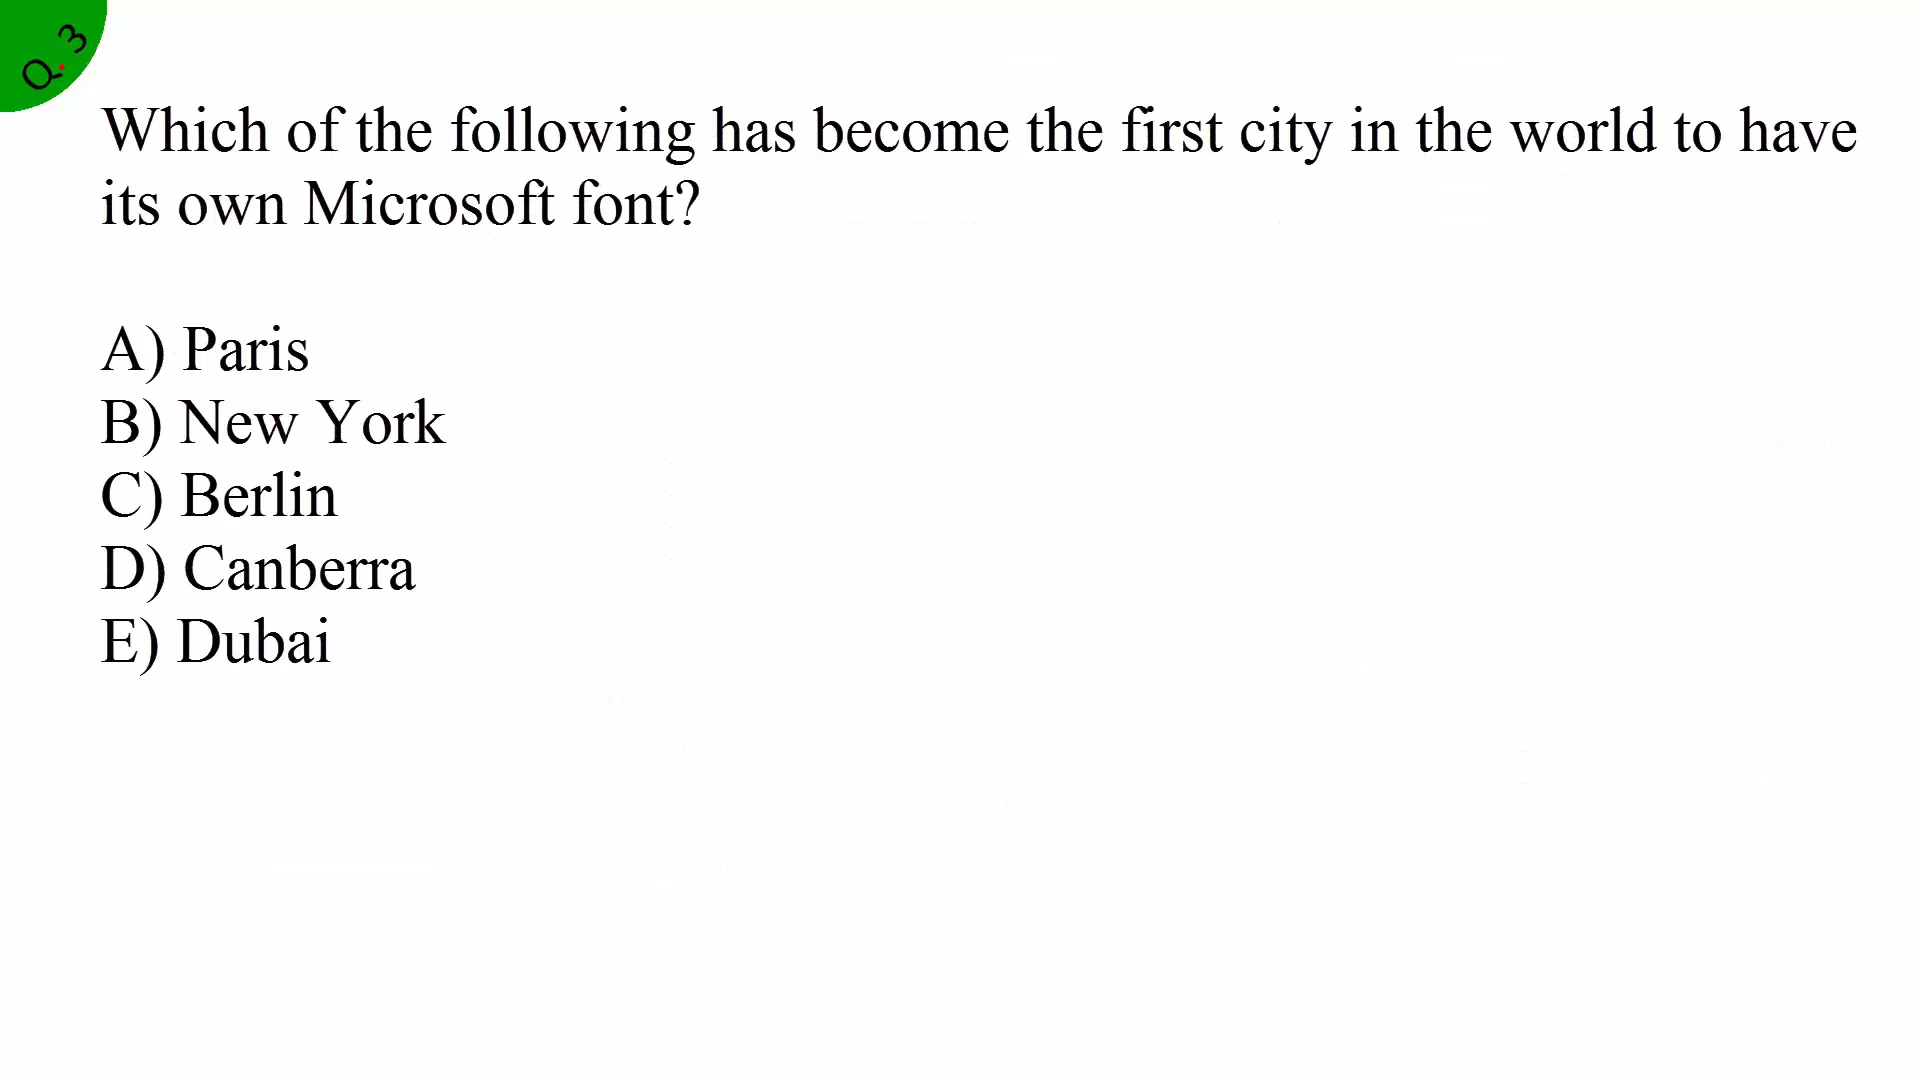 Q. 3
Which of the following has become the first city in the world to have
its own Microsoft font?
A) Paris
B) New York
C) Berlin
D) Canberra
E) Dubai